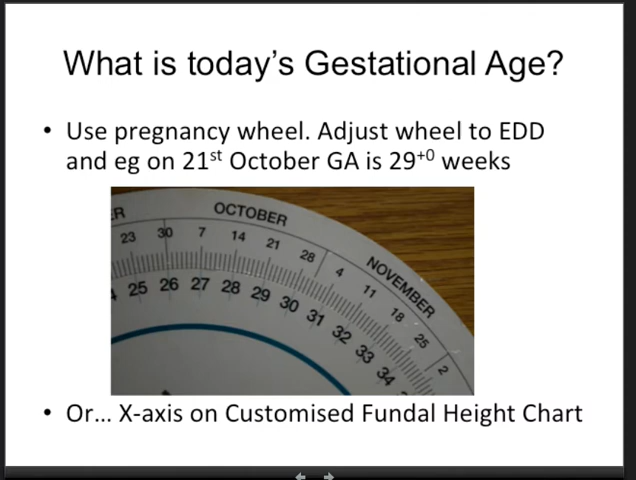 What is today's Gestational Age?
• Use pregnancy wheel. Adjust wheel to EDD
and eg on 21st October GA is 29+0 weeks
ER OCTOBER NOVEMBER
23 30 7 14 21 28 4 11 18 25 2
25 26 27 28 29 30 31 32 33 34
• Or... X-axis on Customised Fundal Height Chart